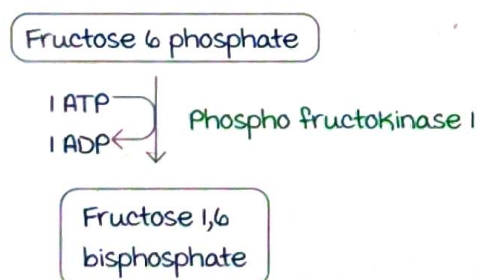 Fructose 6 phosphate
1 ATP
Phospho fructokinase 1
1 ADP
Fructose 1,6
bisphosphate